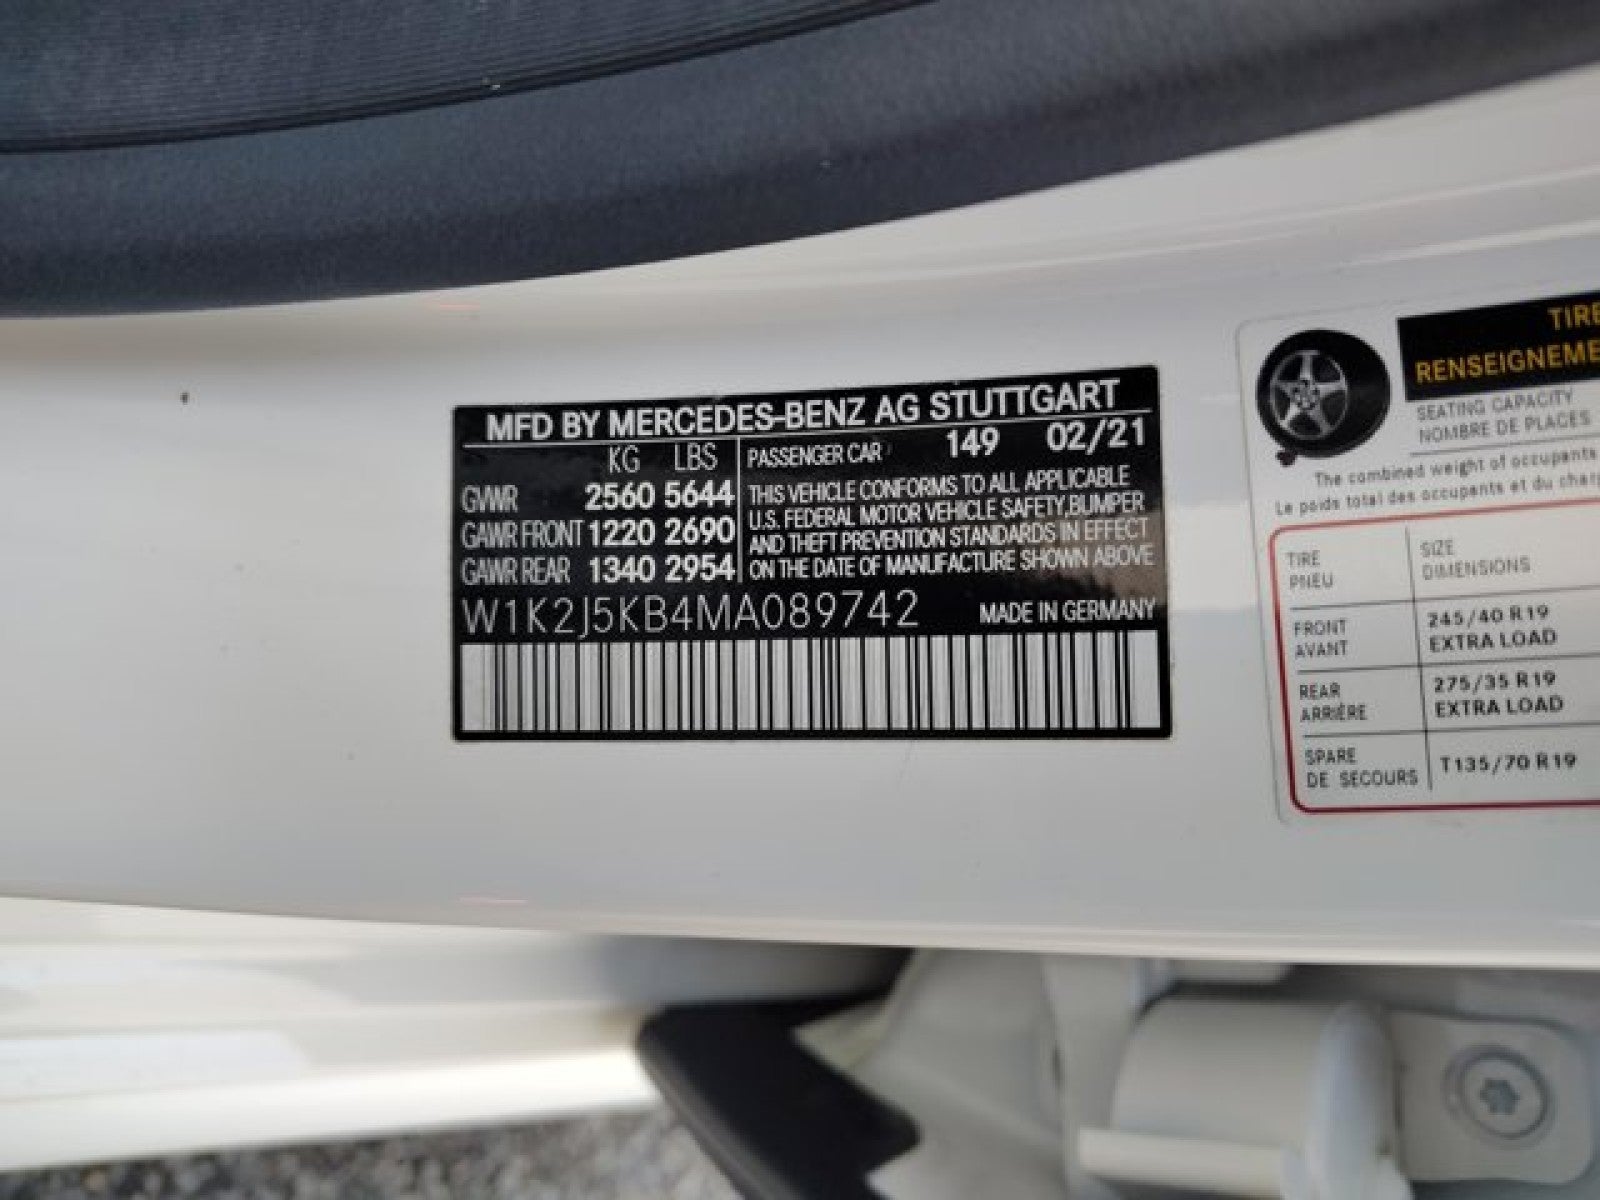 MFD BY MERCEDES-BENZ AG STUTTGART
KG LBS
GVWR 2560 5644
GAWR FRONT 1220 2690
GAWR REAR 1340 2954
PASSENGER CAR 149 02/21
THIS VEHICLE CONFORMS TO ALL APPLICABLE
U.S. FEDERAL MOTOR VEHICLE SAFETY,BUMPER
AND THEFT PREVENTION STANDARDS IN EFFECT
ON THE DATE OF MANUFACTURE SHOWN ABOVE
W1K2J5KB4MA089742 MADE IN GERMANY
TIRE
RENSEIGNEME
SEATING CAPACITY
NOMBRE DE PLACES
The combined weight of occupants
Le poids total des occupants et du char
TIRE SIZE
PNEU DIMENSIONS
FRONT 245/40 R19
AVANT EXTRA LOAD
REAR 275/35 R19
ARRIÈRE EXTRA LOAD
SPARE T135/70 R19
DE SECOURS